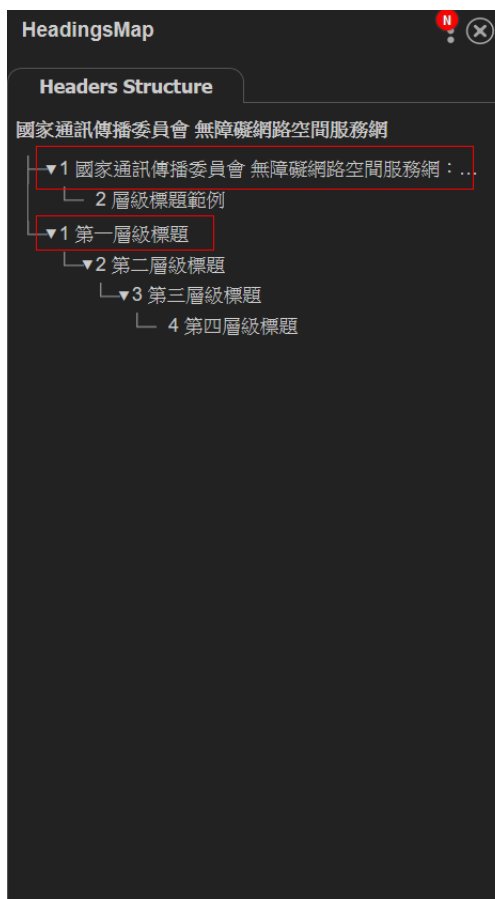 HeadingsMap
N
Headers Structure
國家通訊傳播委員會 無障礙網路空間服務網
▼1 國家通訊傳播委員會 無障礙網路空間服務網：...
2 層級標題範例
▼1 第一層級標題
▼2 第二層級標題
▼3 第三層級標題
4 第四層級標題